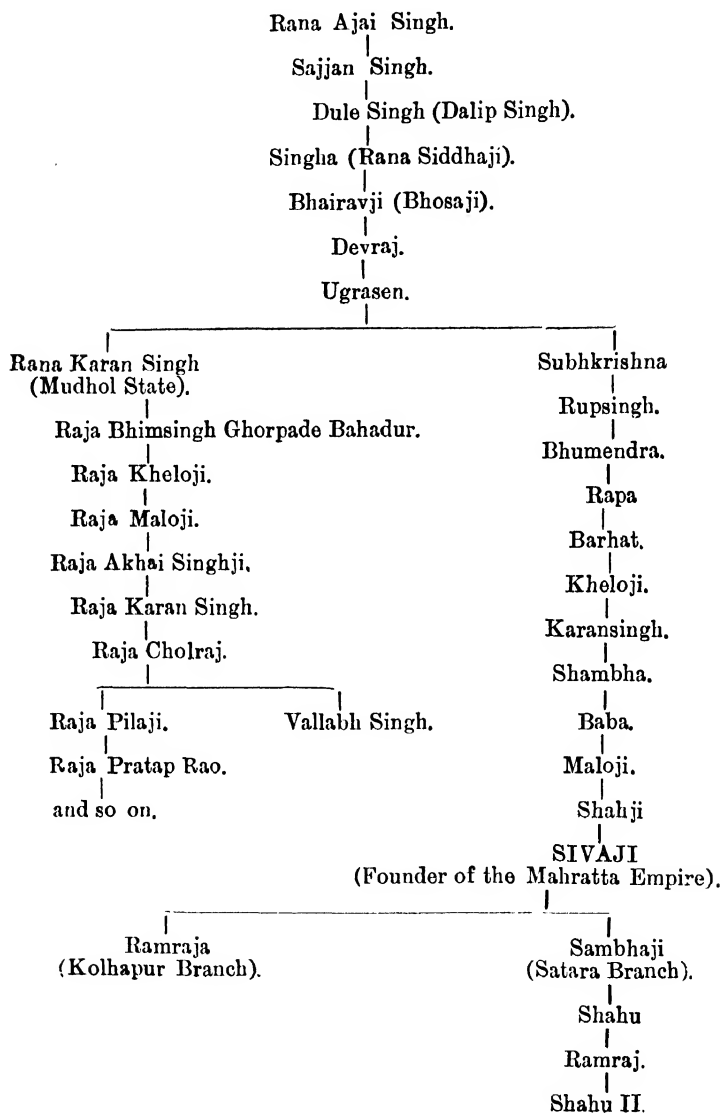 Rana Ajai Singh.
Sajjan Singh.
Dule Singh (Dalip Singh).
Singha (Rana Siddhaji).
Bhairavji (Bhosaji).
Devraj.
Ugrasen.
Rana Karan Singh
(Mudhol State).
Raja Bhimsingh Ghorpade Bahadur.
Raja Kheloji.
Raja Maloji.
Raja Akhai Singhji.
Raja Karan Singh.
Raja Cholraj.
Raja Pilaji.
Vallabh Singh.
Raja Pratap Rao.
and so on.
Subhkrishna
Rupsingh.
Bhumendra.
Rapa
Barhat.
Kheloji.
Karansingh.
Shambha.
Baba.
Maloji.
Shahji
SIVAJI
(Founder of the Mahratta Empire).
Ramraja
(Kolhapur Branch).
Sambhaji
(Satara Branch).
Shahu
Ramraj.
Shahu II.